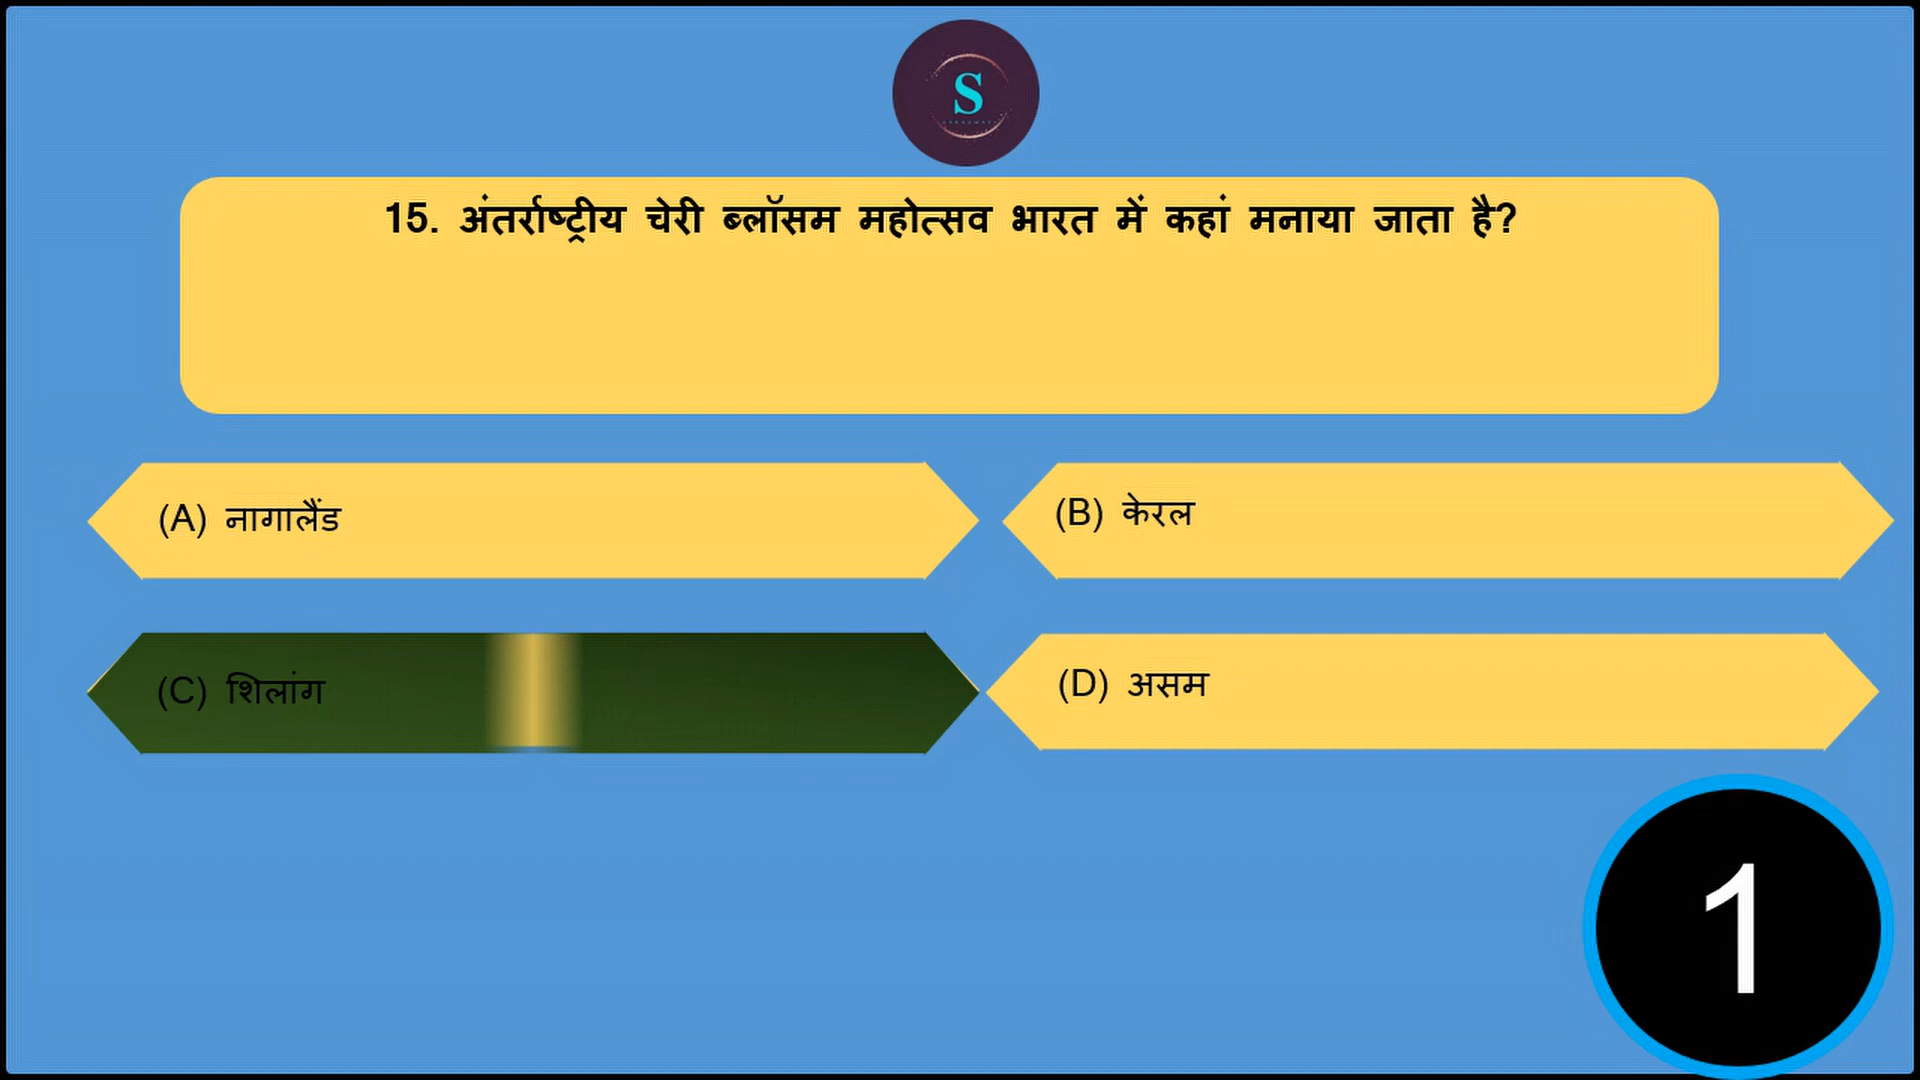 S
15. अंतर्राष्ट्रीय चेरी ब्लॉसम महोत्सव भारत में कहां मनाया जाता है?
(A) नागालैंड
(B) केरल
(C) शिलांग
(D) असम
1